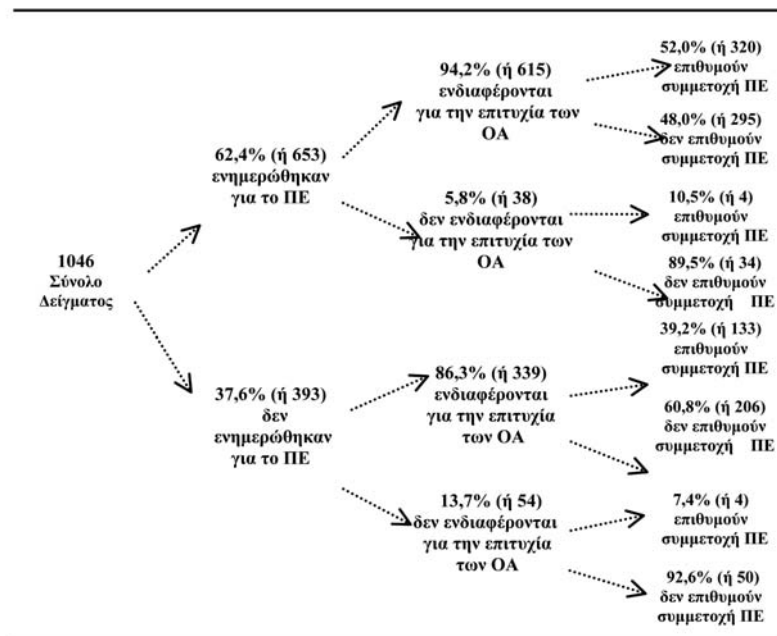 1046
Σύνολο
Δείγματος
62,4% (ή 653)
ενημερώθηκαν
για το ΠΕ
94,2% (ή 615)
ενδιαφέρονται
για την επιτυχία των
ΟΑ
52,0% (ή 320)
επιθυμούν
συμμετοχή ΠΕ
48,0% (ή 295)
δεν επιθυμούν
συμμετοχή ΠΕ
5,8% (ή 38)
δεν ενδιαφέρονται
για την επιτυχία των
ΟΑ
10,5% (ή 4)
επιθυμούν
συμμετοχή ΠΕ
89,5% (ή 34)
δεν επιθυμούν
συμμετοχή ΠΕ
37,6% (ή 393)
δεν
ενημερώθηκαν
για το ΠΕ
86,3% (ή 339)
ενδιαφέρονται
για την επιτυχία
των ΟΑ
39,2% (ή 133)
επιθυμούν
συμμετοχή ΠΕ
60,8% (ή 206)
δεν επιθυμούν
συμμετοχή ΠΕ
13,7% (ή 54)
δεν ενδιαφέρονται
για την επιτυχία
των ΟΑ
7,4% (ή 4)
επιθυμούν
συμμετοχή ΠΕ
92,6% (ή 50)
δεν επιθυμούν
συμμετοχή ΠΕ